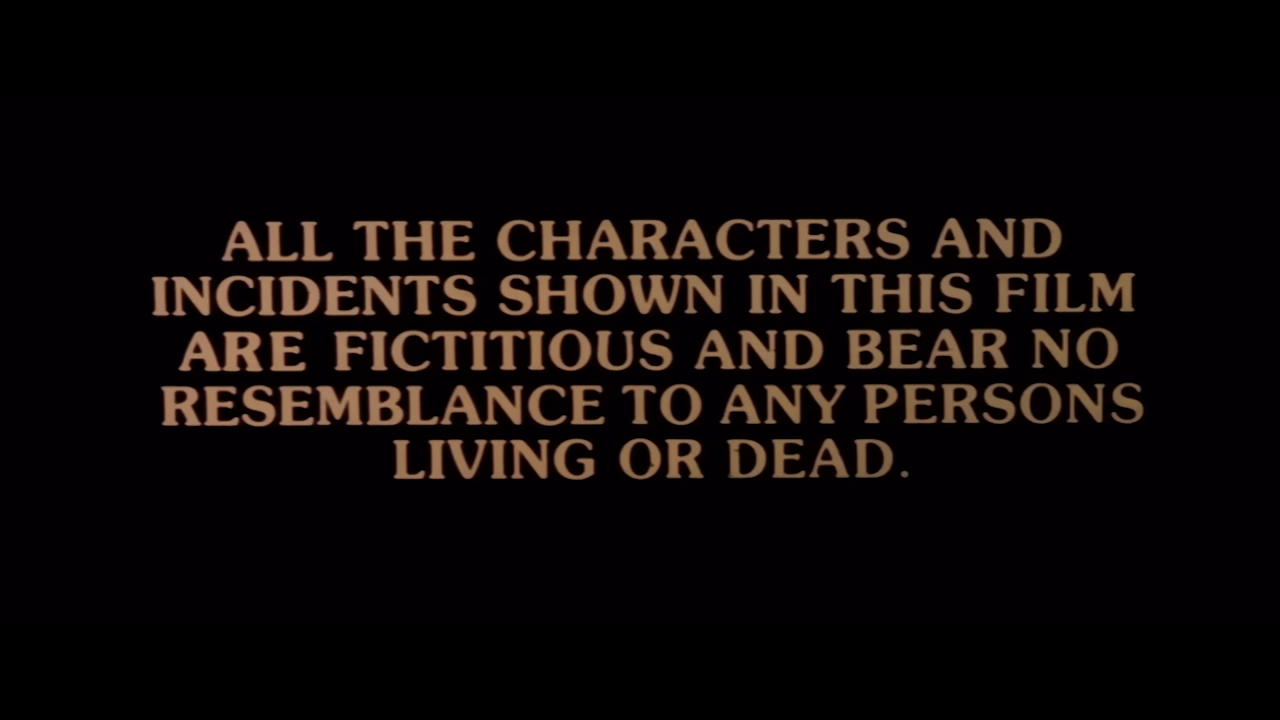 ALL THE CHARACTERS AND
INCIDENTS SHOWN IN THIS FILM
ARE FICTITIOUS AND BEAR NO
RESEMBLANCE TO ANY PERSONS
LIVING OR DEAD.